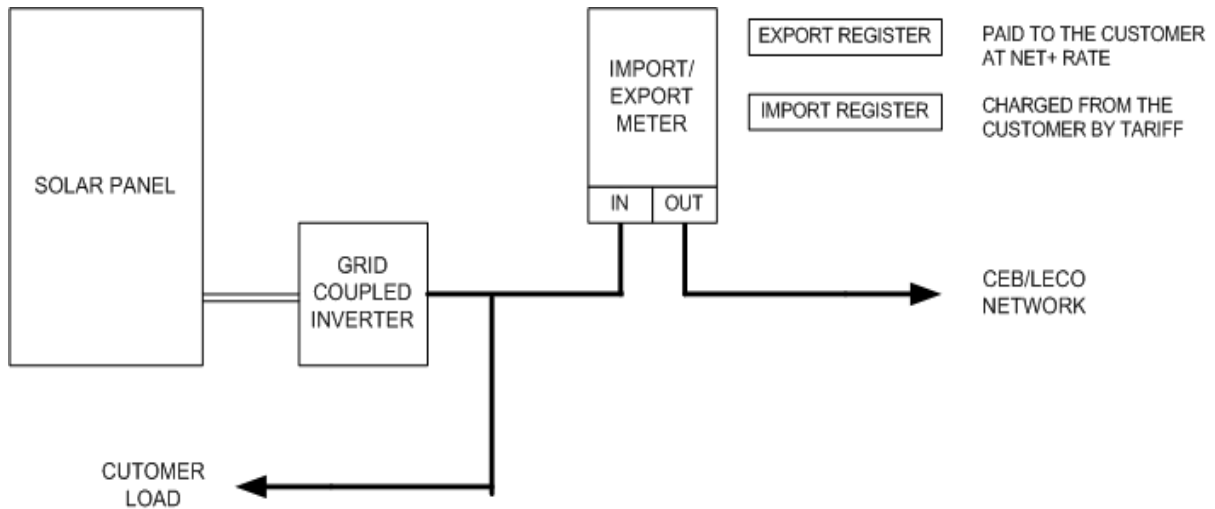 SOLAR PANEL
GRID
COUPLED
INVERTER
IMPORT/
EXPORT
METER
IN
OUT
EXPORT REGISTER
PAID TO THE CUSTOMER
AT NET+ RATE
IMPORT REGISTER
CHARGED FROM THE
CUSTOMER BY TARIFF
CEB/LECO
NETWORK
CUTOMER
LOAD